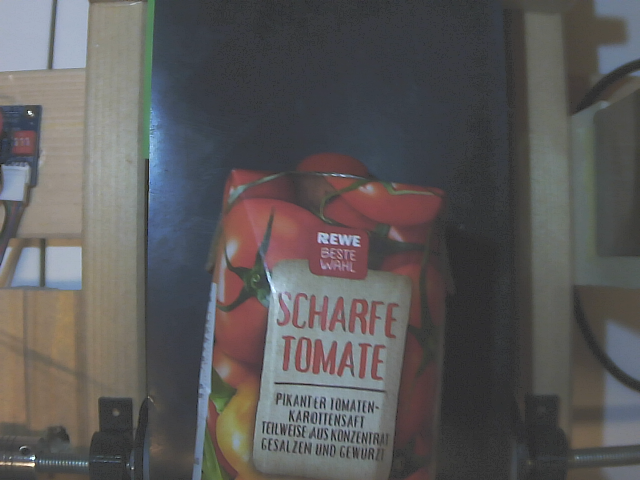 REWE
BESTE
WAHL
SCHARFE
TOMATE
PIKANTER TOMATEN-
KAROTTENSAFT
TEILWEISE AUS KONZENTRAT
GESALZEN UND GEWÜRZT